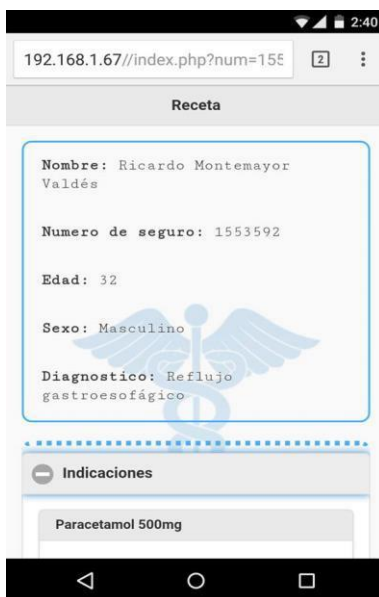 2:40
192.168.1.67//index.php?num=155
2
Receta
Nombre: Ricardo Montemayor
Valdés
Numero de seguro: 1553592
Edad: 32
Sexo: Masculino
Diagnostico: Reflujo
gastroesofágico
Indicaciones
Paracetamol 500mg